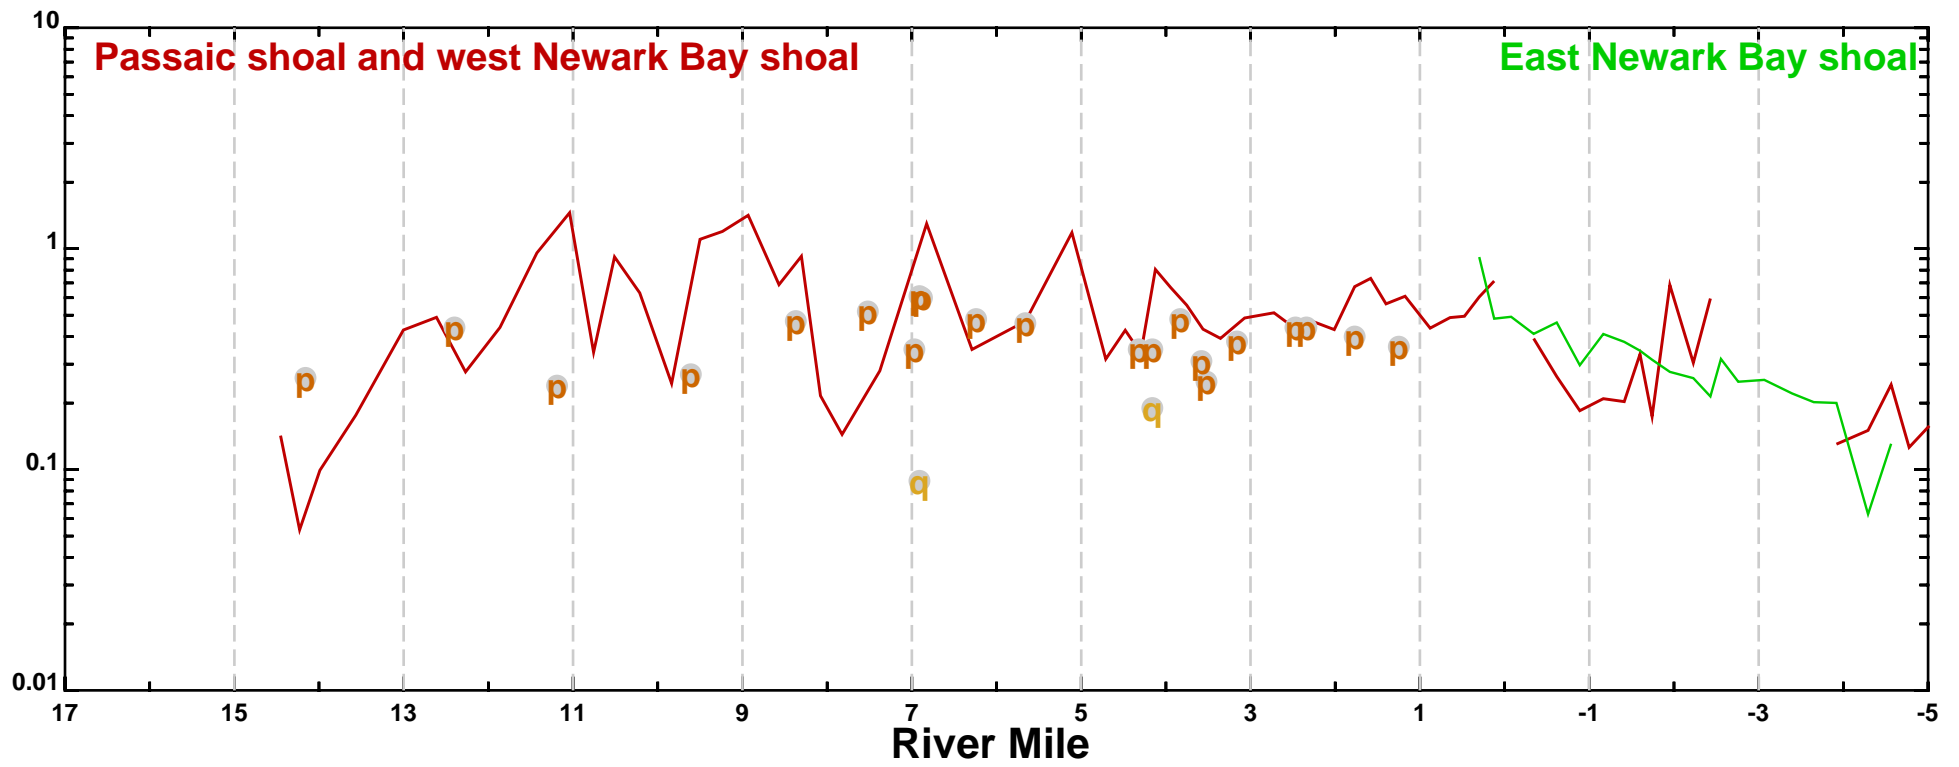 10
Passaic shoal and west Newark Bay shoal East Newark Bay shoal
1
p p p p p p p p p p p p p p p p p p p p p p p
q
q
0.1
0.01
17 15 13 11 9 7 5 3 1 -1 -3 -5
River Mile